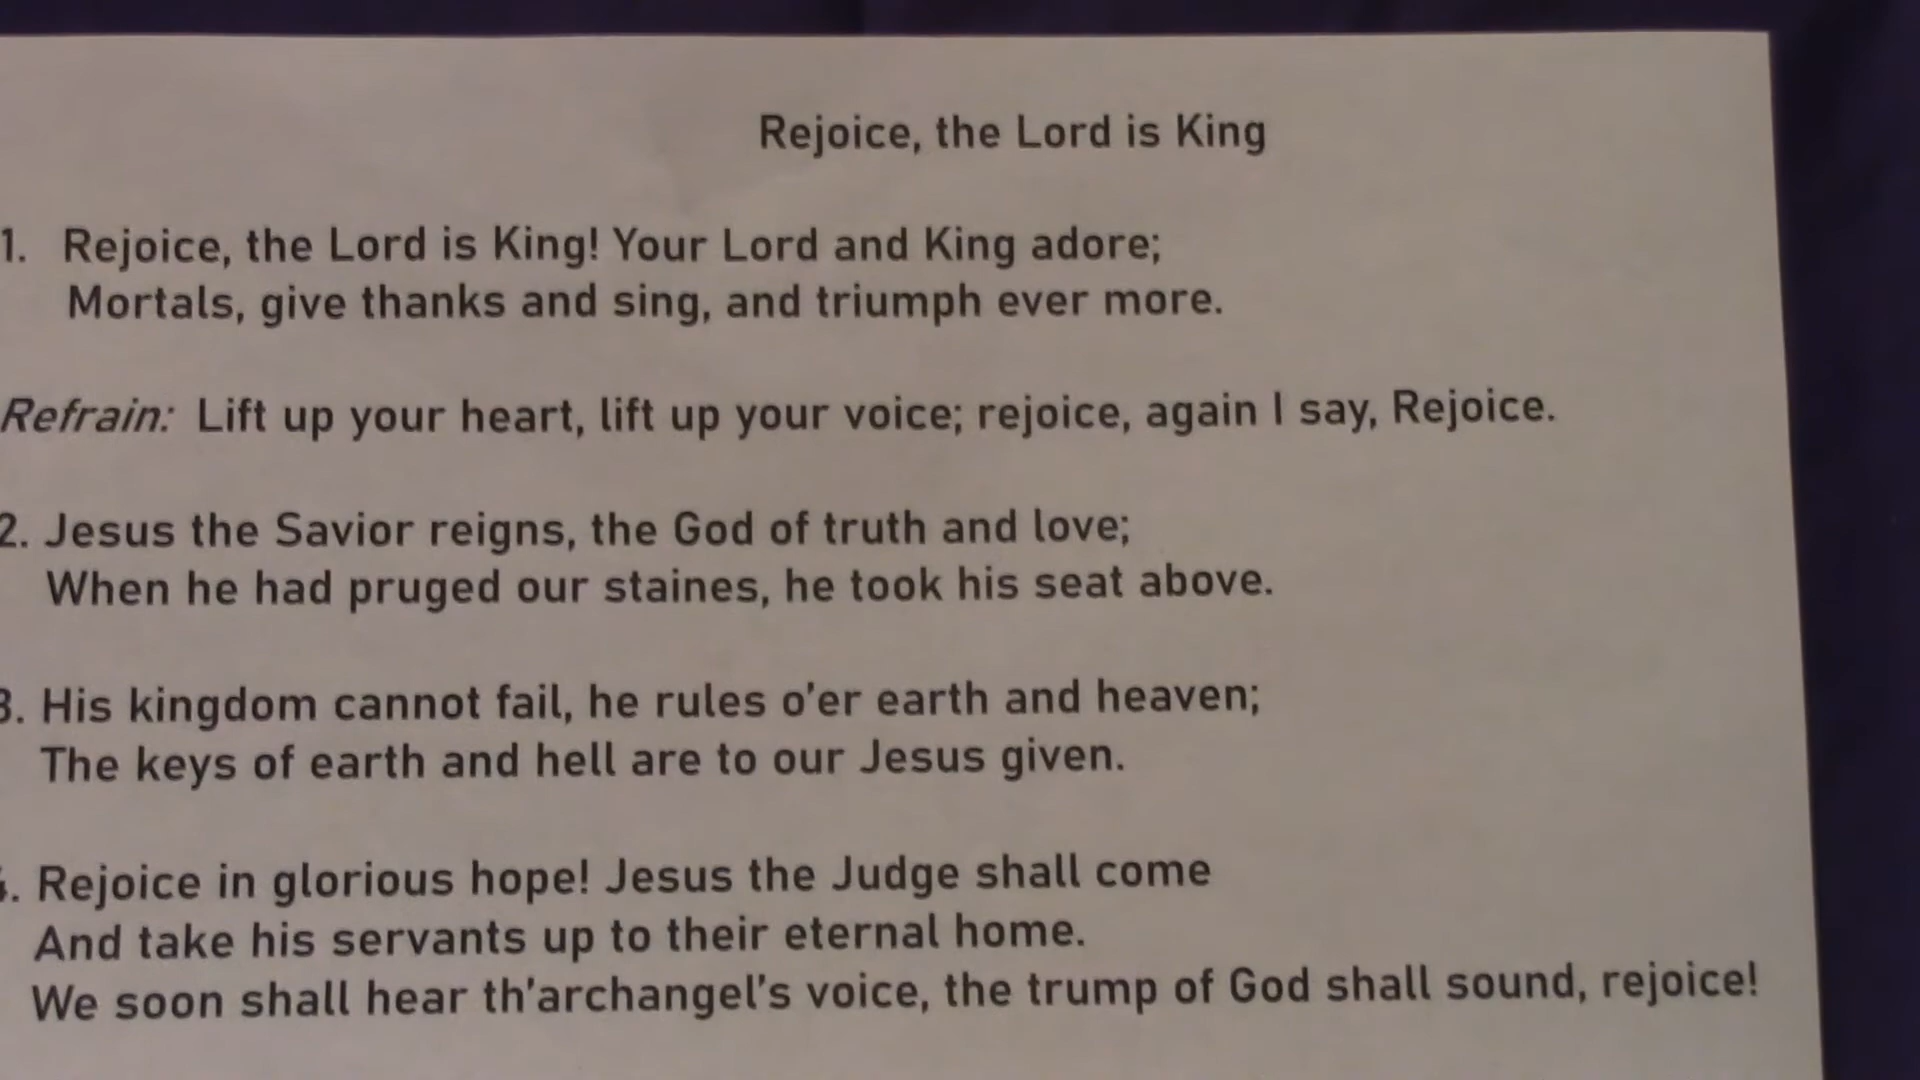 Rejoice, the Lord is King
1. Rejoice, the Lord is King! Your Lord and King adore;
Mortals, give thanks and sing, and triumph ever more.
Refrain: Lift up your heart, lift up your voice; rejoice, again I say, Rejoice.
2. Jesus the Savior reigns, the God of truth and love;
When he had pruged our staines, he took his seat above.
3. His kingdom cannot fail, he rules o'er earth and heaven;
The keys of earth and hell are to our Jesus given.
4. Rejoice in glorious hope! Jesus the Judge shall come
And take his servants up to their eternal home.
We soon shall hear th'archangel's voice, the trump of God shall sound, rejoice!